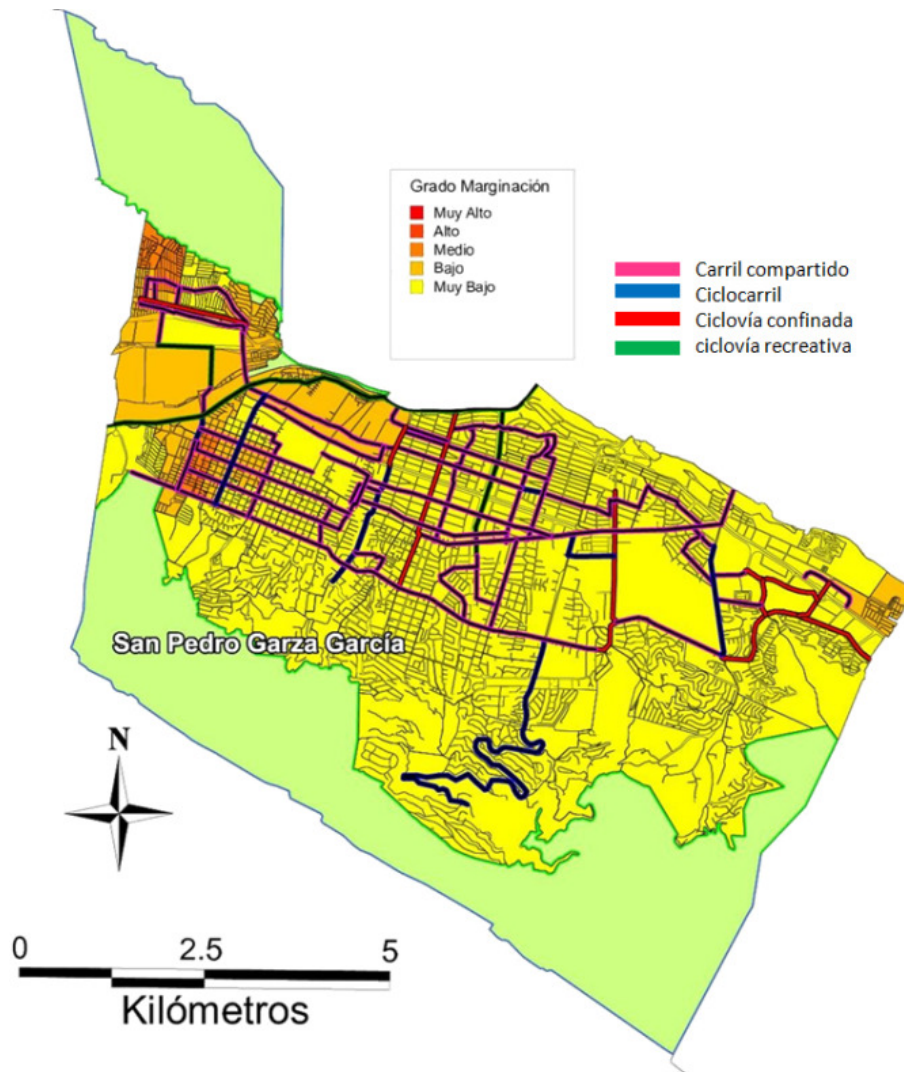 Grado Marginación
Muy Alto
Alto
Medio
Bajo
Muy Bajo
Carril compartido
Ciclocarril
Ciclovía confinada
ciclovía recreativa
San Pedro Garza García
N
0 2.5 5
Kilómetros